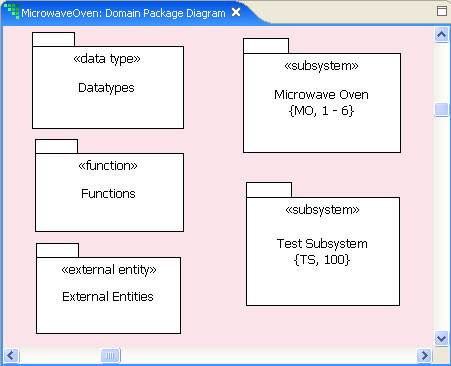 MicrowaveOven: Domain Package Diagram
«data type»
Datatypes
«subsystem»
Microwave Oven
{MO, 1 - 6}
«function»
Functions
«subsystem»
Test Subsystem
{TS, 100}
«external entity»
External Entities